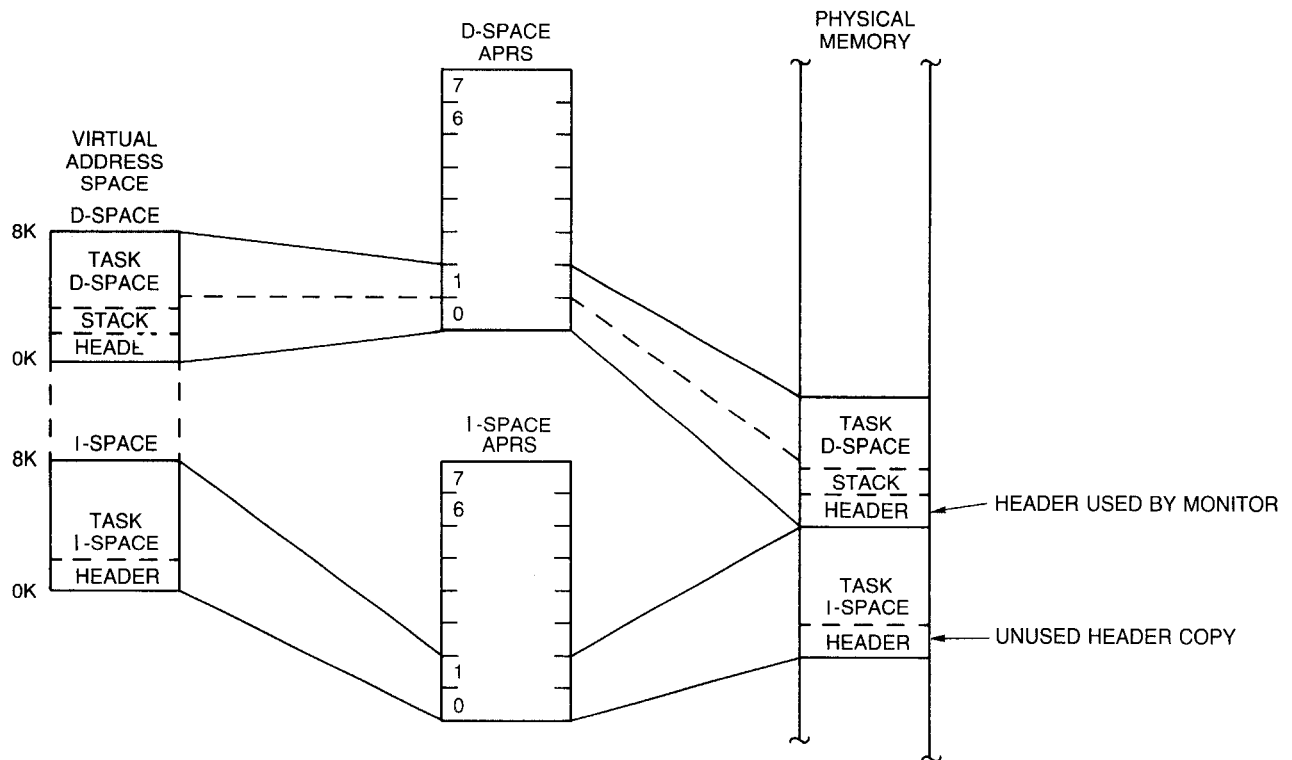 PHYSICAL
MEMORY
D-SPACE
APRS
7
6
1
0
VIRTUAL
ADDRESS
SPACE
D-SPACE
8K
TASK
D-SPACE
STACK
HEADE
0K
I-SPACE
8K
TASK
I-SPACE
HEADER
0K
I-SPACE
APRS
7
6
1
0
TASK
D-SPACE
STACK
HEADER
HEADER USED BY MONITOR
TASK
I-SPACE
HEADER
UNUSED HEADER COPY